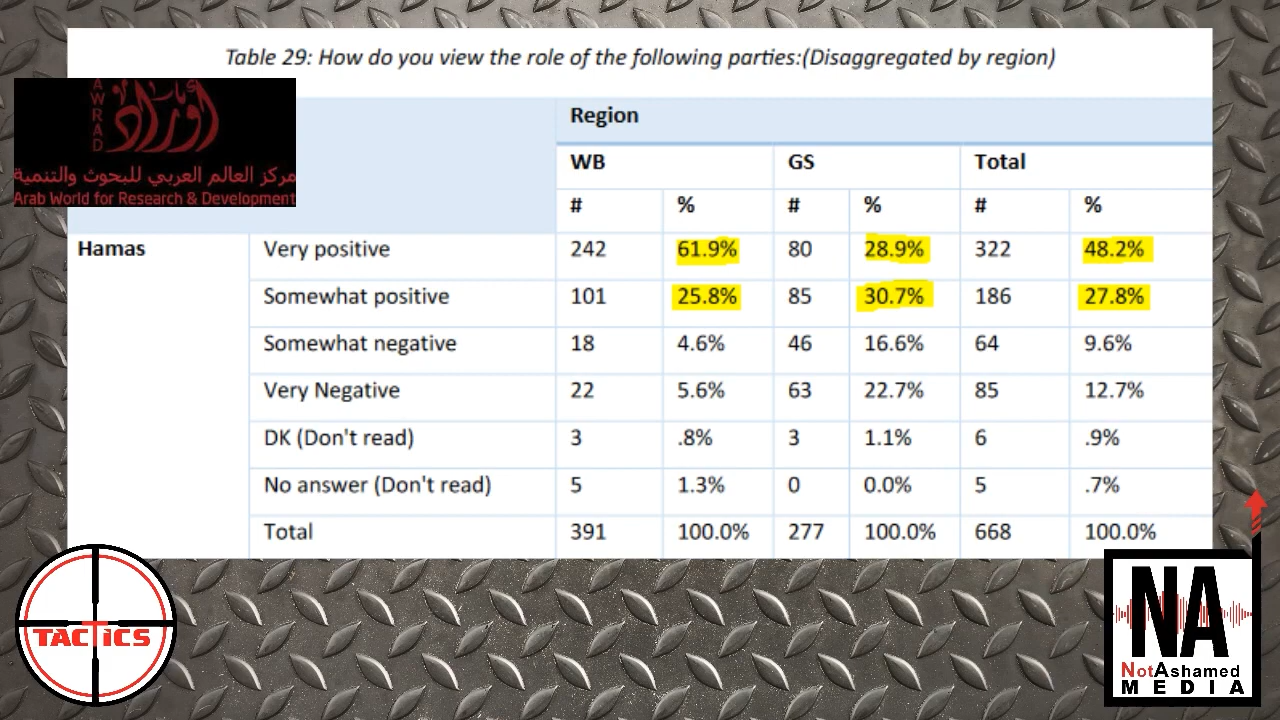 Table 29: How do you view the role of the following parties:(Disaggregated by region)
AWRAD
أوراد
مركز العالم العربي للبحوث والتنمية
Arab World for Research & Development
Region
WB GS Total
# % # % # %
Hamas Very positive 242 61.9% 80 28.9% 322 48.2%
Somewhat positive 101 25.8% 85 30.7% 186 27.8%
Somewhat negative 18 4.6% 46 16.6% 64 9.6%
Very Negative 22 5.6% 63 22.7% 85 12.7%
DK (Don't read) 3 .8% 3 1.1% 6 .9%
No answer (Don't read) 5 1.3% 0 0.0% 5 .7%
Total 391 100.0% 277 100.0% 668 100.0%
TACTICS
NA
NotAshamed
MEDIA